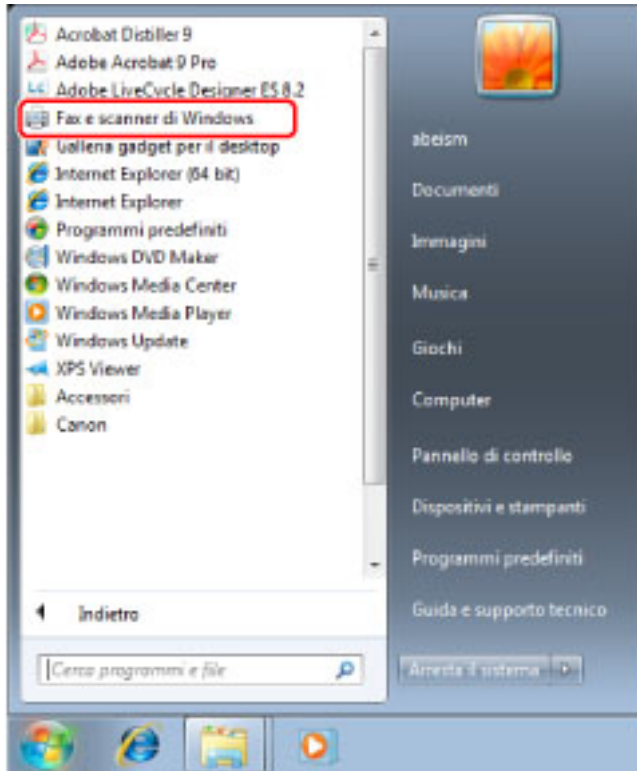 Acrobat Distiller 9
Adobe Acrobat 9 Pro
Adobe LiveCycle Designer ES 8.2
Fax e scanner di Windows
Galleria gadget per il desktop
Internet Explorer (64 bit)
Internet Explorer
Programmi predefiniti
Windows DVD Maker
Windows Media Center
Windows Media Player
Windows Update
XPS Viewer
Accessori
Canon
Indietro
Cerca programmi e file
abeism
Documenti
Immagini
Musica
Giochi
Computer
Pannello di controllo
Dispositivi e stampanti
Programmi predefiniti
Guida e supporto tecnico
Arresta il sistema